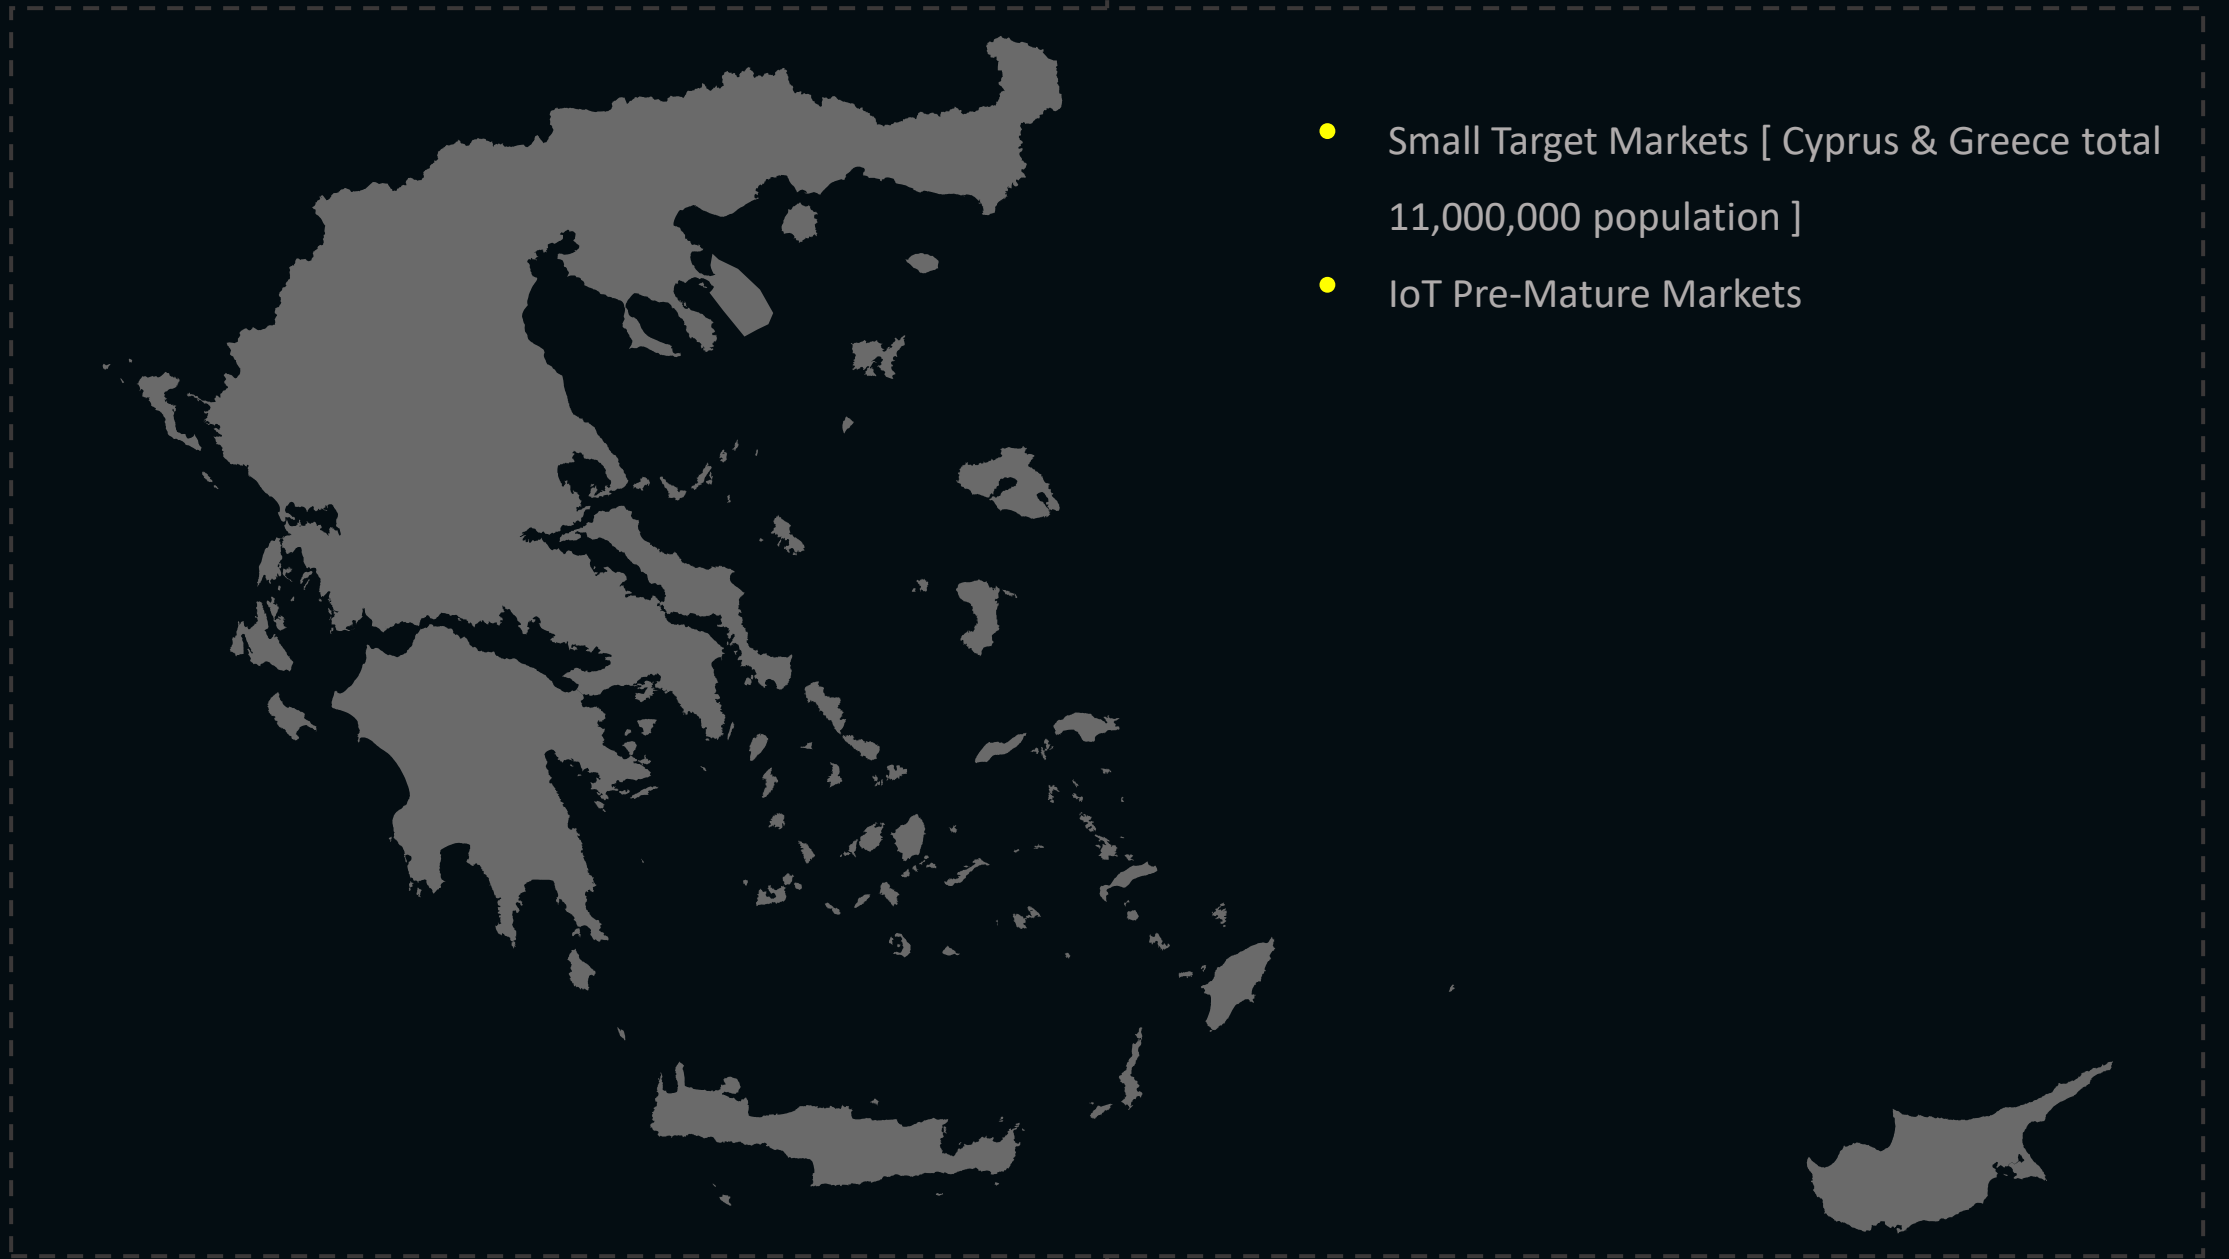 Small Target Markets [ Cyprus & Greece total
11,000,000 population ]
IoT Pre-Mature Markets